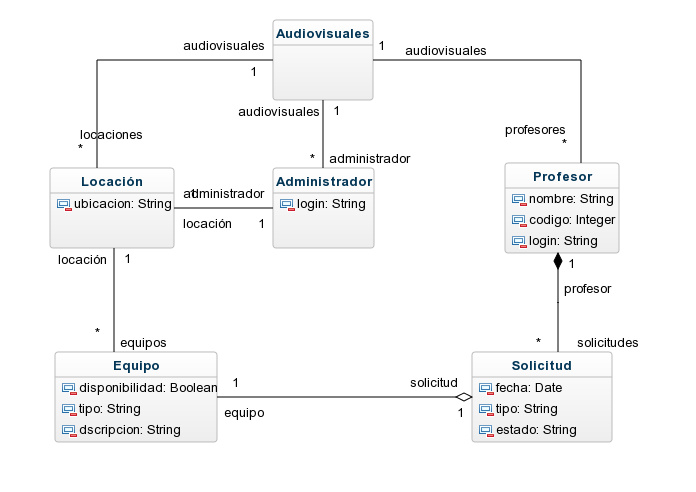 Audiovisuales
audiovisuales
1
1
audiovisuales
audiovisuales
1
locaciones
*
*
administrador
profesores
*
Locación
ubicacion: String
administrador
locación
1
Administrador
login: String
Profesor
nombre: String
codigo: Integer
login: String
locación
1
1
profesor
*
equipos
*
solicitudes
Equipo
disponibilidad: Boolean
tipo: String
dscripcion: String
1
equipo
solicitud
1
Solicitud
fecha: Date
tipo: String
estado: String